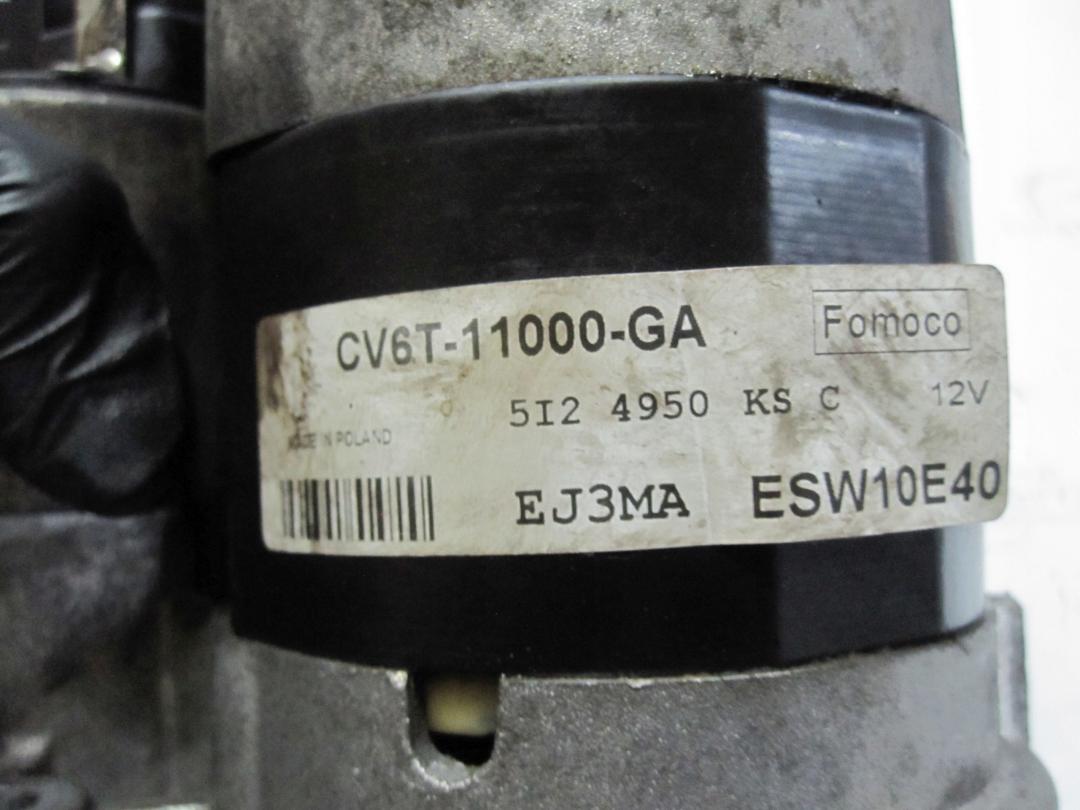 CV6T-11000-GA
Fomoco
5I2 4950 KS C 12V
MADE IN POLAND
EJ3MA ESW10E40